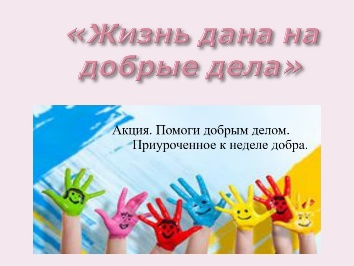 «Жизнь дана на
добрые дела»
Акция. Помоги добрым делом.
Приуроченное к неделе добра.